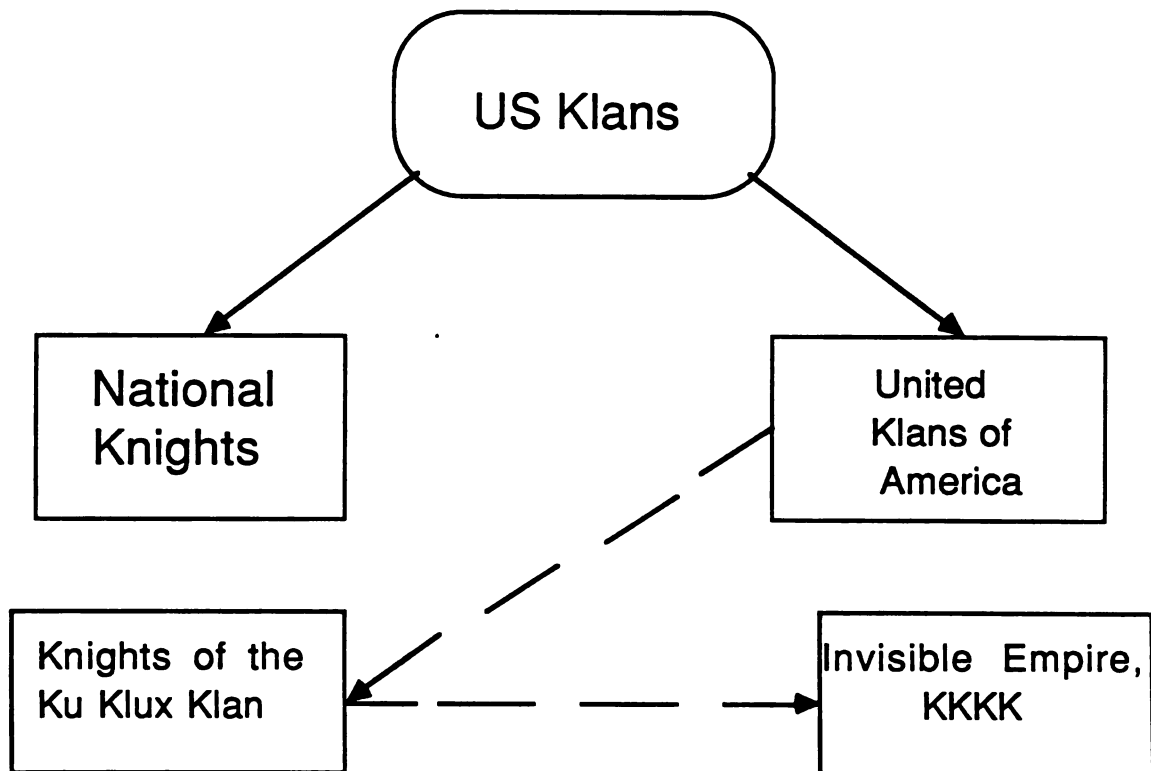 US Klans
National
Knights
United
Klans of
America
Knights of the
Ku Klux Klan
Invisible Empire,
KKKK